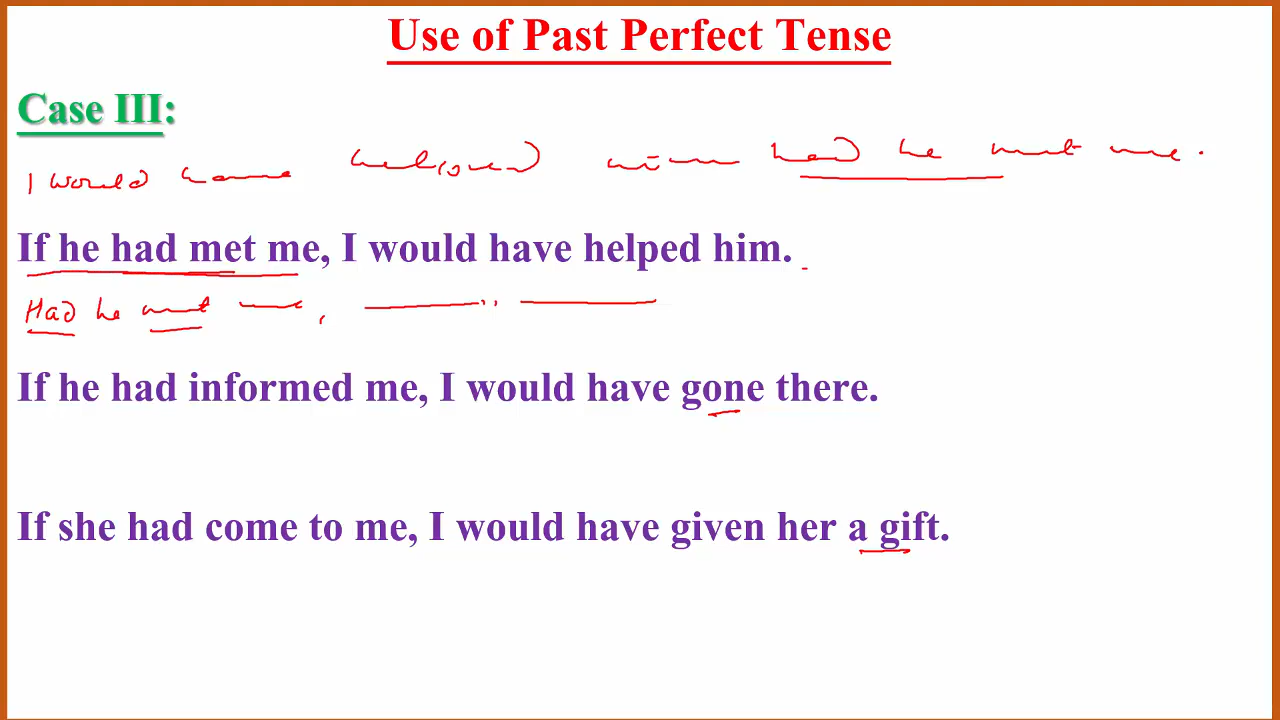 Use of Past Perfect Tense
Case III:
I would have helped him had he met me.
If he had met me, I would have helped him.
Had he met me,
If he had informed me, I would have gone there.
If she had come to me, I would have given her a gift.